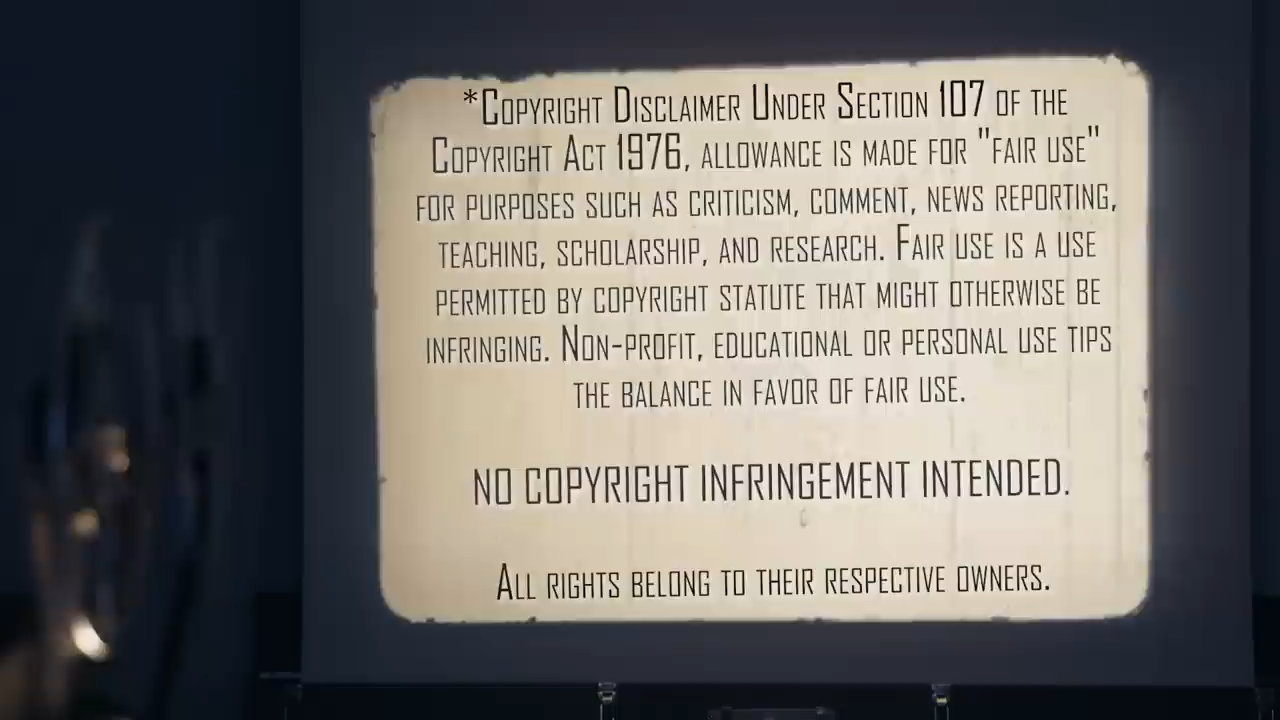 *Copyright Disclaimer Under Section 107 of the
Copyright Act 1976, allowance is made for "fair use"
for purposes such as criticism, comment, news reporting,
teaching, scholarship, and research. Fair use is a use
permitted by copyright statute that might otherwise be
infringing. Non-profit, educational or personal use tips
the balance in favor of fair use.
NO COPYRIGHT INFRINGEMENT INTENDED.
All rights belong to their respective owners.